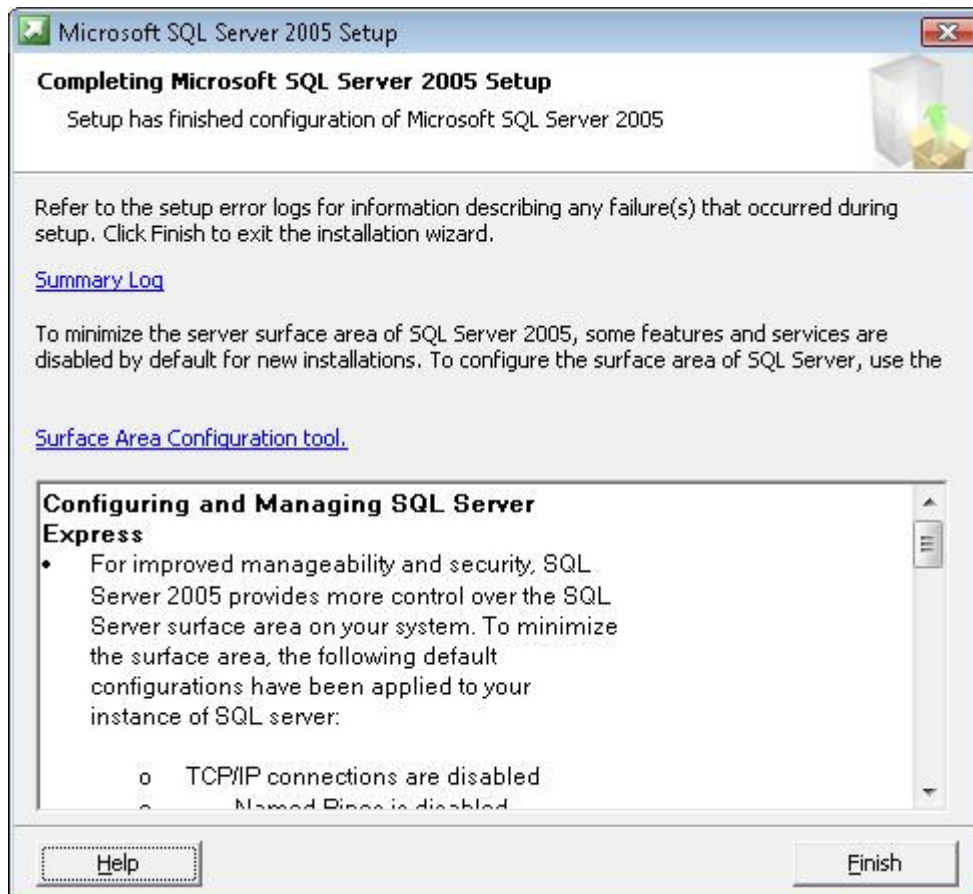 Microsoft SQL Server 2005 Setup
Completing Microsoft SQL Server 2005 Setup
Setup has finished configuration of Microsoft SQL Server 2005
Refer to the setup error logs for information describing any failure(s) that occurred during
setup. Click Finish to exit the installation wizard.
Summary Log
To minimize the server surface area of SQL Server 2005, some features and services are
disabled by default for new installations. To configure the surface area of SQL Server, use the
Surface Area Configuration tool.
Configuring and Managing SQL Server
Express
• For improved manageability and security, SQL
Server 2005 provides more control over the SQL
Server surface area on your system. To minimize
the surface area, the following default
configurations have been applied to your
instance of SQL server:
o TCP/IP connections are disabled
o Named Pipes is disabled
Help
Finish